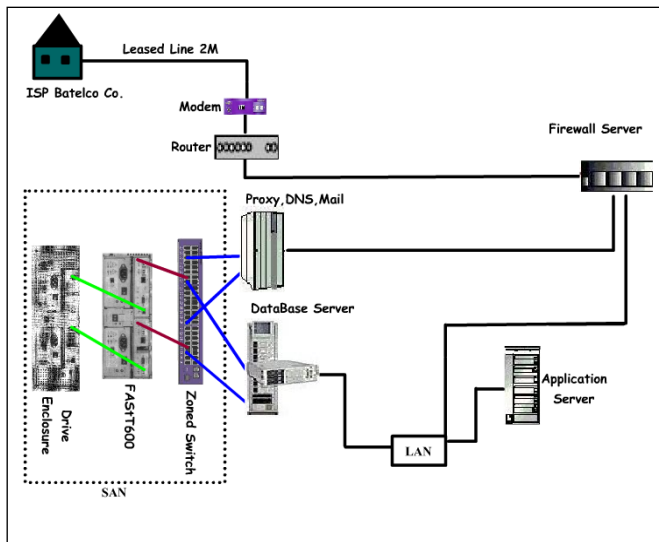 Leased Line 2M
ISP Batelco Co.
Modem
Router
Firewall Server
Proxy,DNS,Mail
DataBase Server
Application
Server
LAN
Drive
Enclosure
FAStT600
Zoned Switch
SAN